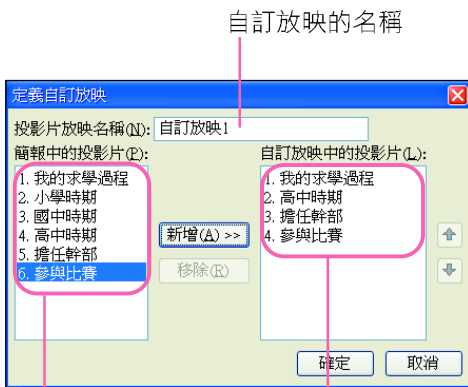 自訂放映的名稱
定義自訂放映
投影片放映名稱(N): 自訂放映1
簡報中的投影片(P): 自訂放映中的投影片(L):
1. 我的求學過程
2. 小學時期
3. 國中時期
4. 高中時期
5. 擔任幹部
6. 參與比賽
新增(A) >>
移除(R)
1. 我的求學過程
2. 高中時期
3. 擔任幹部
4. 參與比賽
確定 取消